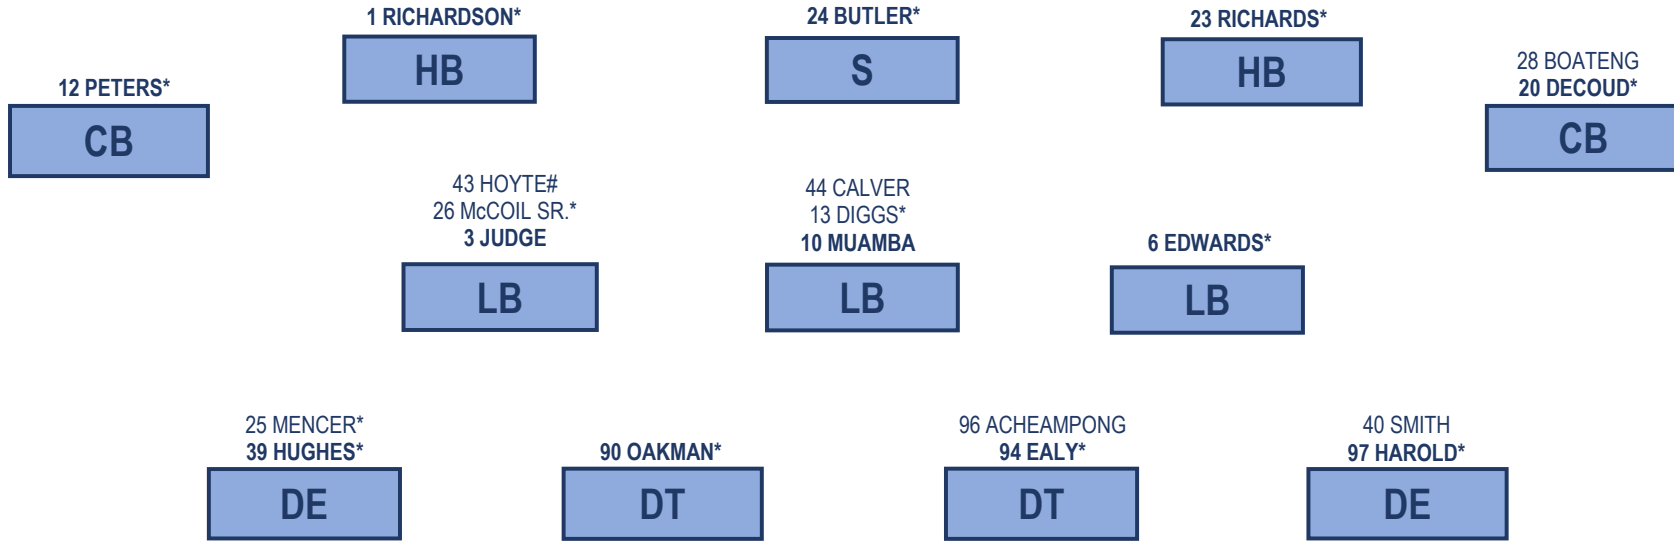 1 RICHARDSON*
HB
24 BUTLER*
S
23 RICHARDS*
HB
12 PETERS*
CB
28 BOATENG
20 DECOUD*
CB
43 HOYTE#
26 McCOIL SR.*
3 JUDGE
LB
44 CALVER
13 DIGGS*
10 MUAMBA
LB
6 EDWARDS*
LB
25 MENCER*
39 HUGHES*
DE
90 OAKMAN*
DT
96 ACHEAMPONG
94 EALY*
DT
40 SMITH
97 HAROLD*
DE